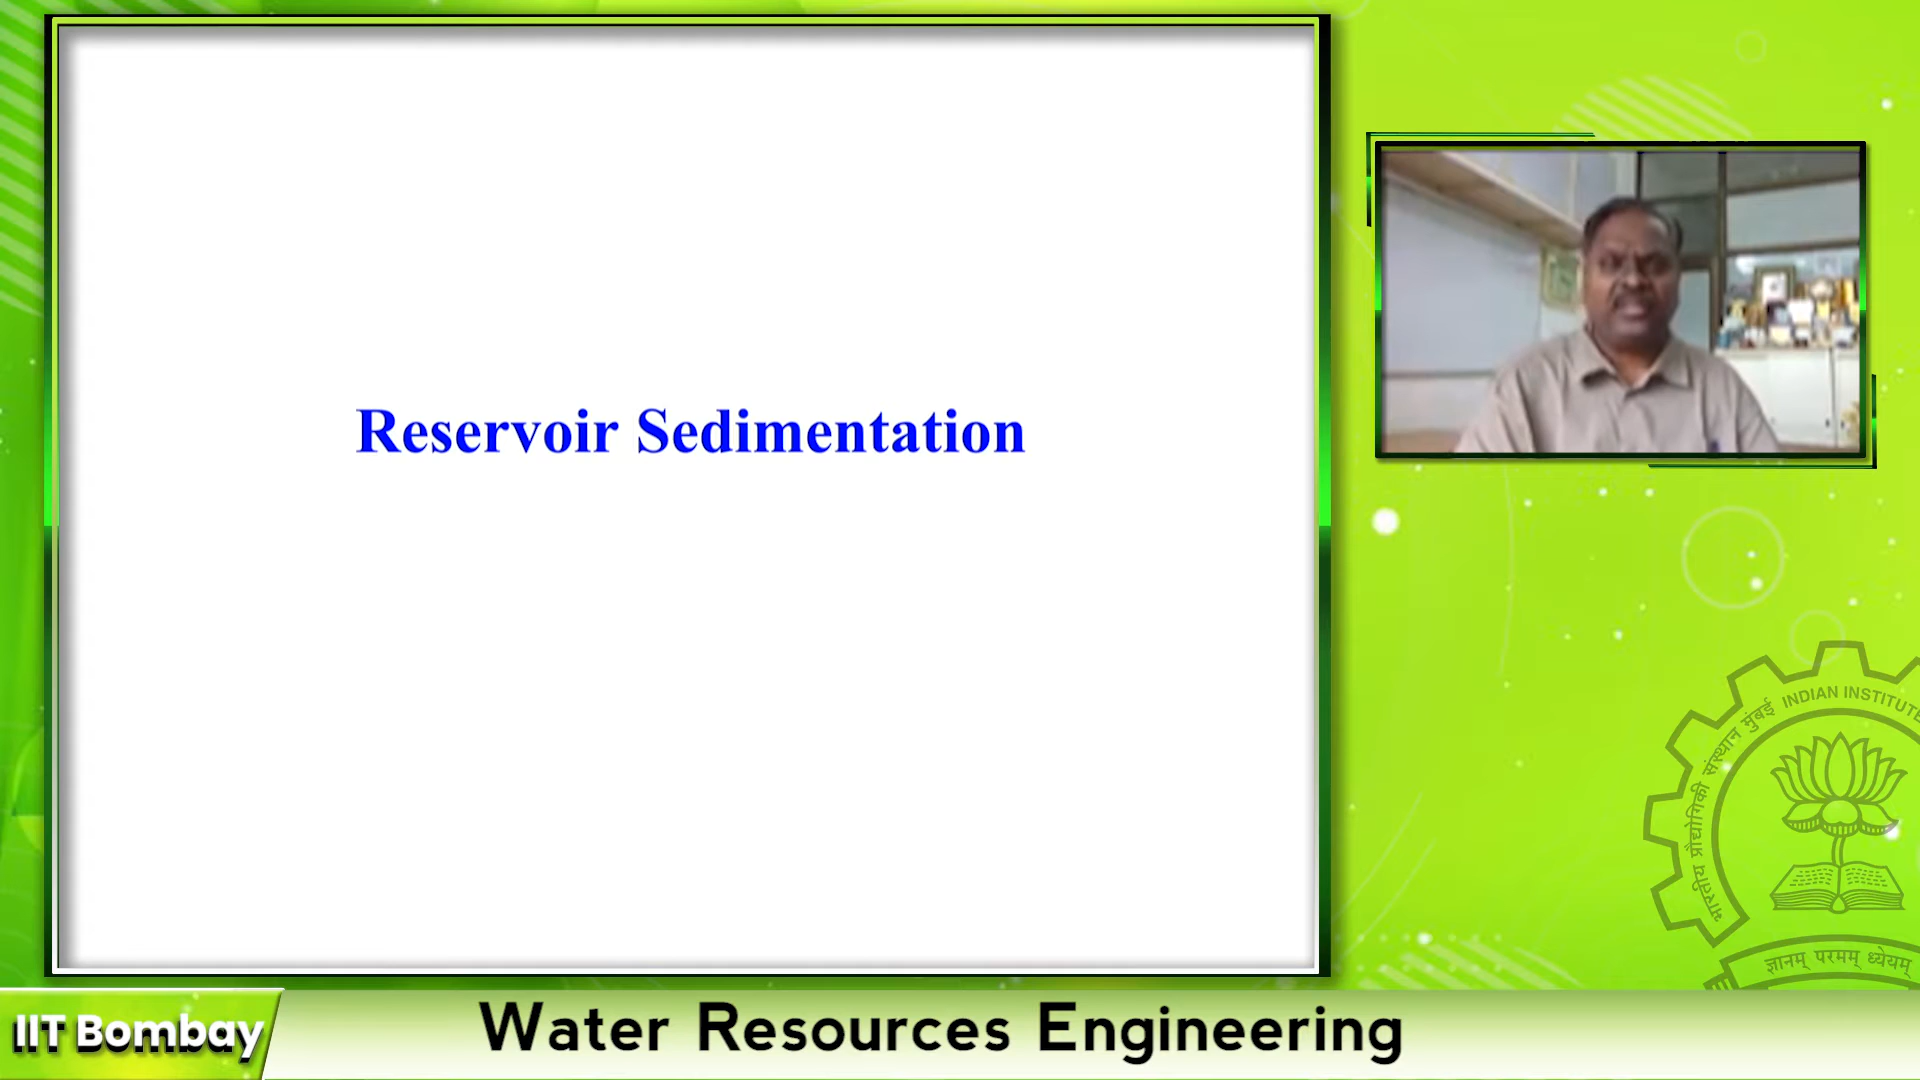 Reservoir Sedimentation
भारतीय प्रौद्योगिकी संस्थान मुंबई INDIAN INSTITUTE
ज्ञानम् परमम् ध्येयम्
IIT Bombay
Water Resources Engineering